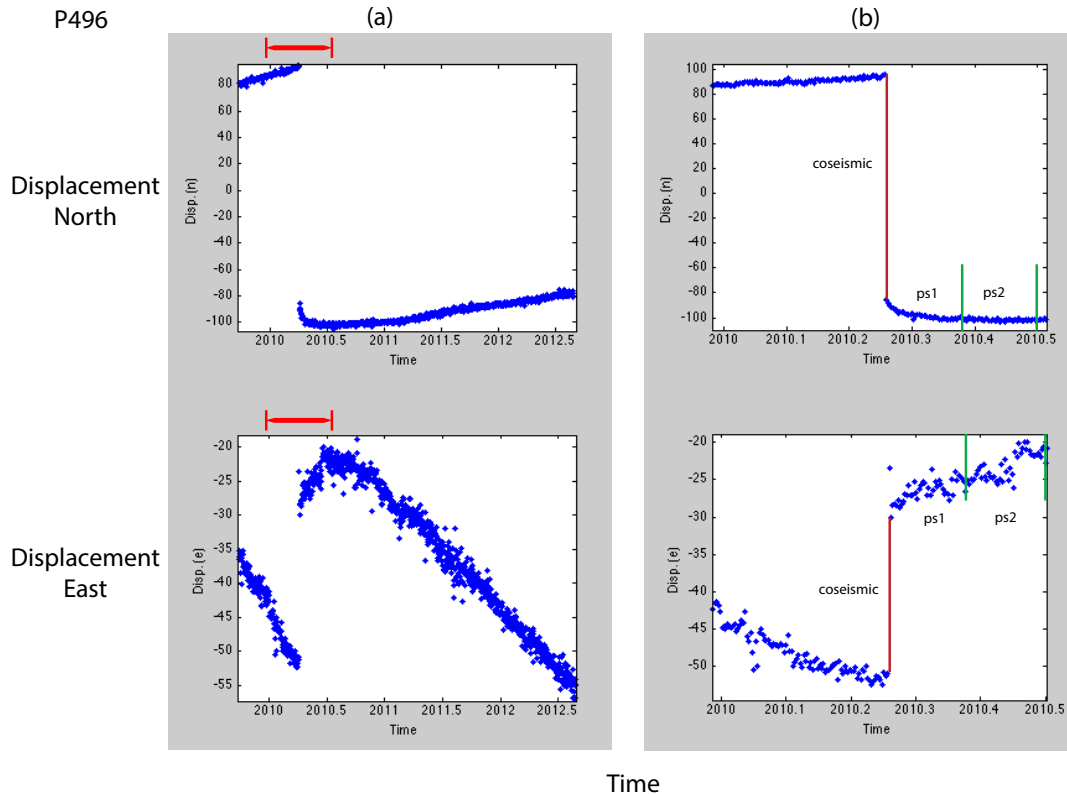 P496
(a)
(b)
Displacement
North
Disp. (n)
80
60
40
20
0
-20
-40
-60
-80
-100
2010
2010.5
2011
2011.5
2012
2012.5
Time
Disp. (n)
100
80
60
40
20
0
-20
-40
-60
-80
-100
coseismic
ps1
ps2
2010
2010.1
2010.2
2010.3
2010.4
2010.5
Time
Displacement
East
Disp. (e)
-20
-25
-30
-35
-40
-45
-50
-55
2010
2010.5
2011
2011.5
2012
2012.5
Time
Disp. (e)
-20
-30
-40
-50
ps1
ps2
coseismic
2010
2010.1
2010.2
2010.3
2010.4
2010.5
Time
Time